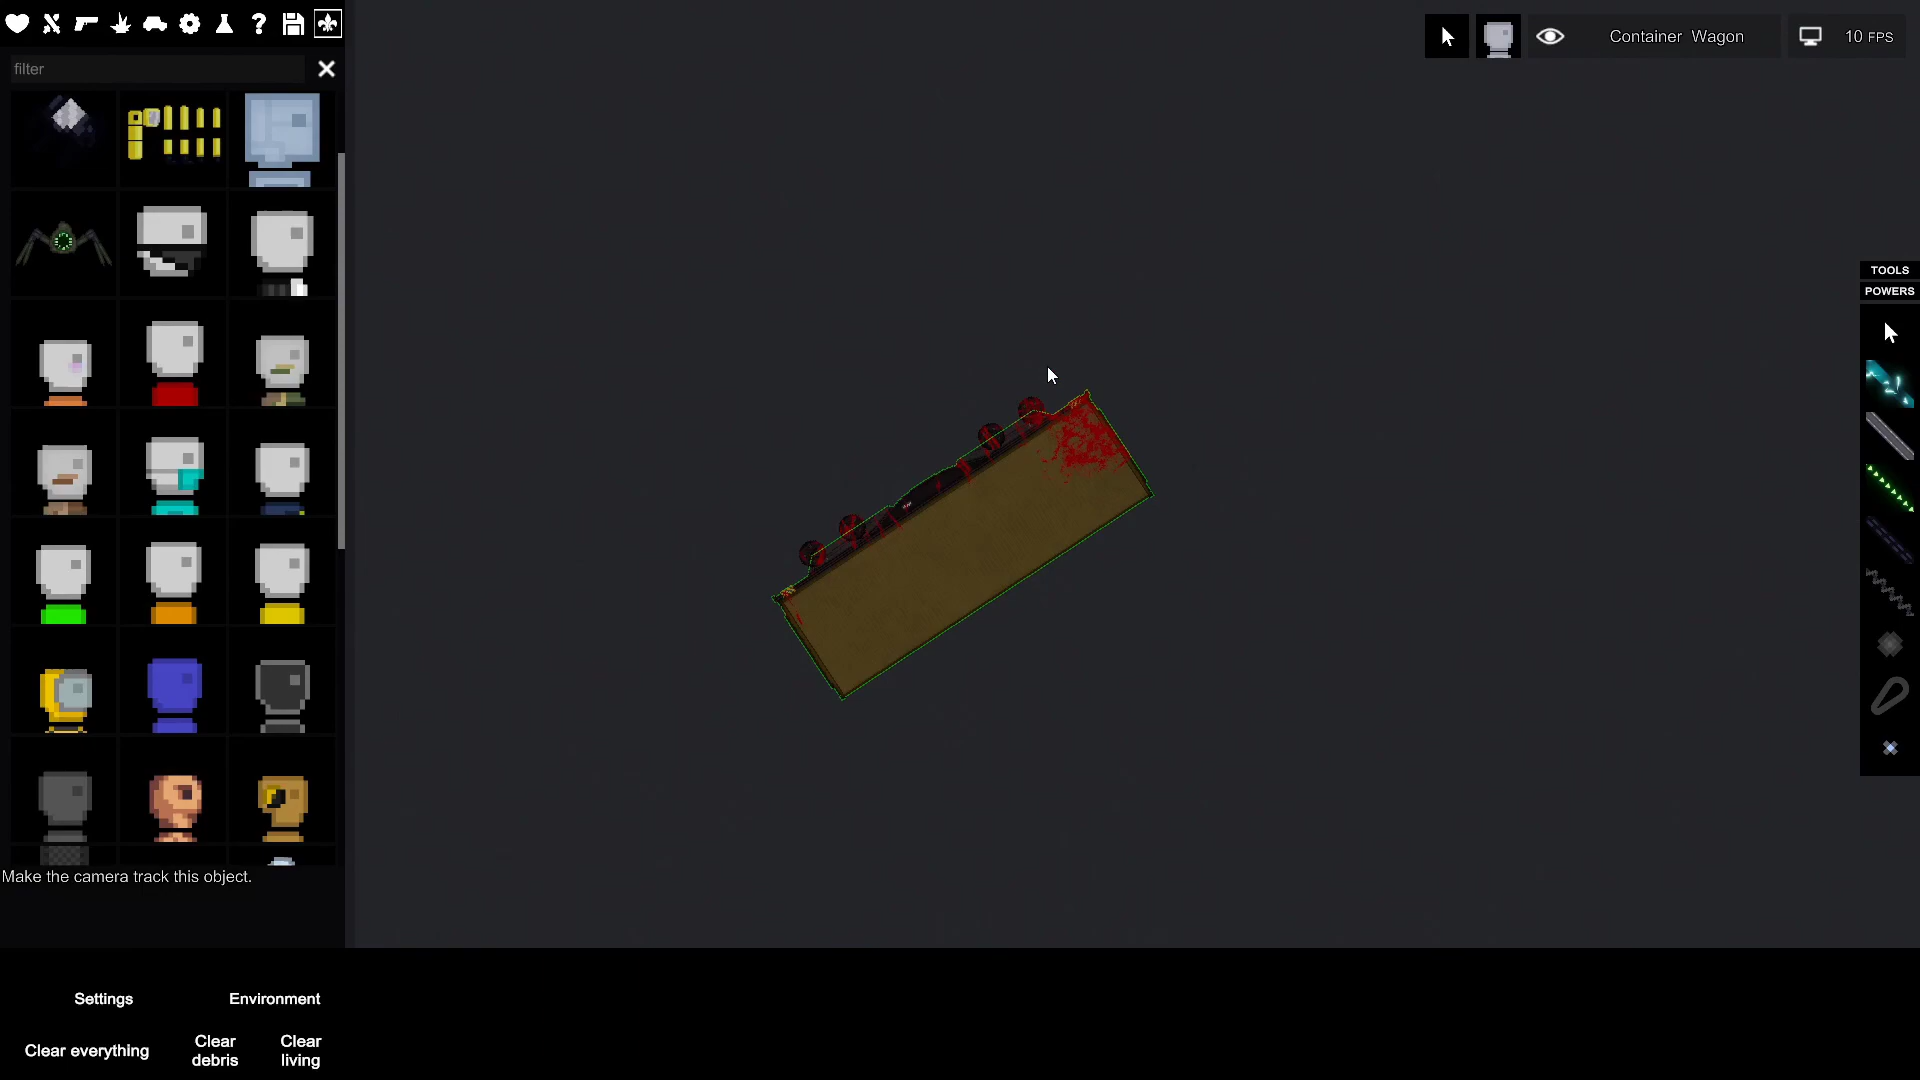 filter
Container Wagon
10 FPS
TOOLS
POWERS
Make the camera track this object.
Settings
Environment
Clear everything
Clear debris
Clear living